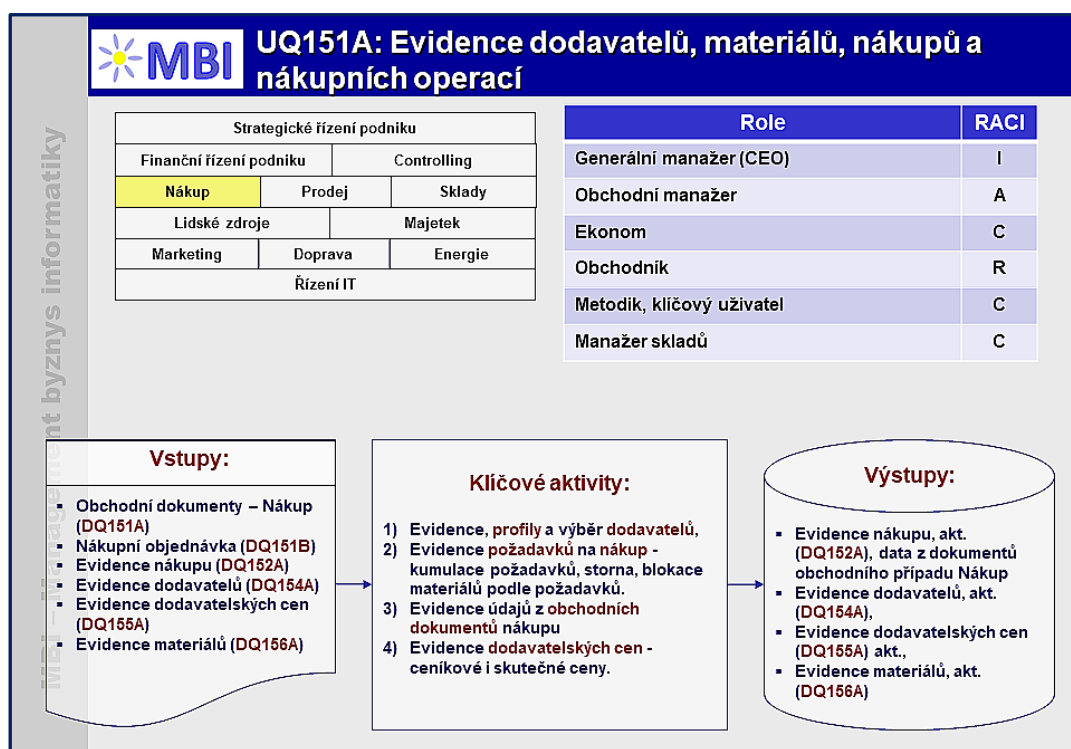 MBI
UQ151A: Evidence dodavatelů, materiálů, nákupů a
nákupních operací
MBI – Management byznys informatiky
Strategické řízení podniku
Finanční řízení podniku
Controlling
Nákup
Prodej
Sklady
Lidské zdroje
Majetek
Marketing
Doprava
Energie
Řízení IT
Role RACI
Generální manažer (CEO) I
Obchodní manažer A
Ekonom C
Obchodník R
Metodik, klíčový uživatel C
Manažer skladů C
Vstupy:
▪ Obchodní dokumenty – Nákup
(DQ151A)
▪ Nákupní objednávka (DQ151B)
▪ Evidence nákupu (DQ152A)
▪ Evidence dodavatelů (DQ154A)
▪ Evidence dodavatelských cen
(DQ155A)
▪ Evidence materiálů (DQ156A)
Klíčové aktivity:
1) Evidence, profily a výběr dodavatelů,
2) Evidence požadavků na nákup -
kumulace požadavků, storna, blokace
materiálů podle požadavků.
3) Evidence údajů z obchodních
dokumentů nákupu
4) Evidence dodavatelských cen -
ceníkové i skutečné ceny.
Výstupy:
▪ Evidence nákupu, akt.
(DQ152A), data z dokumentů
obchodního případu Nákup
▪ Evidence dodavatelů, akt.
(DQ154A),
▪ Evidence dodavatelských cen
(DQ155A) akt.,
▪ Evidence materiálů, akt.
(DQ156A)